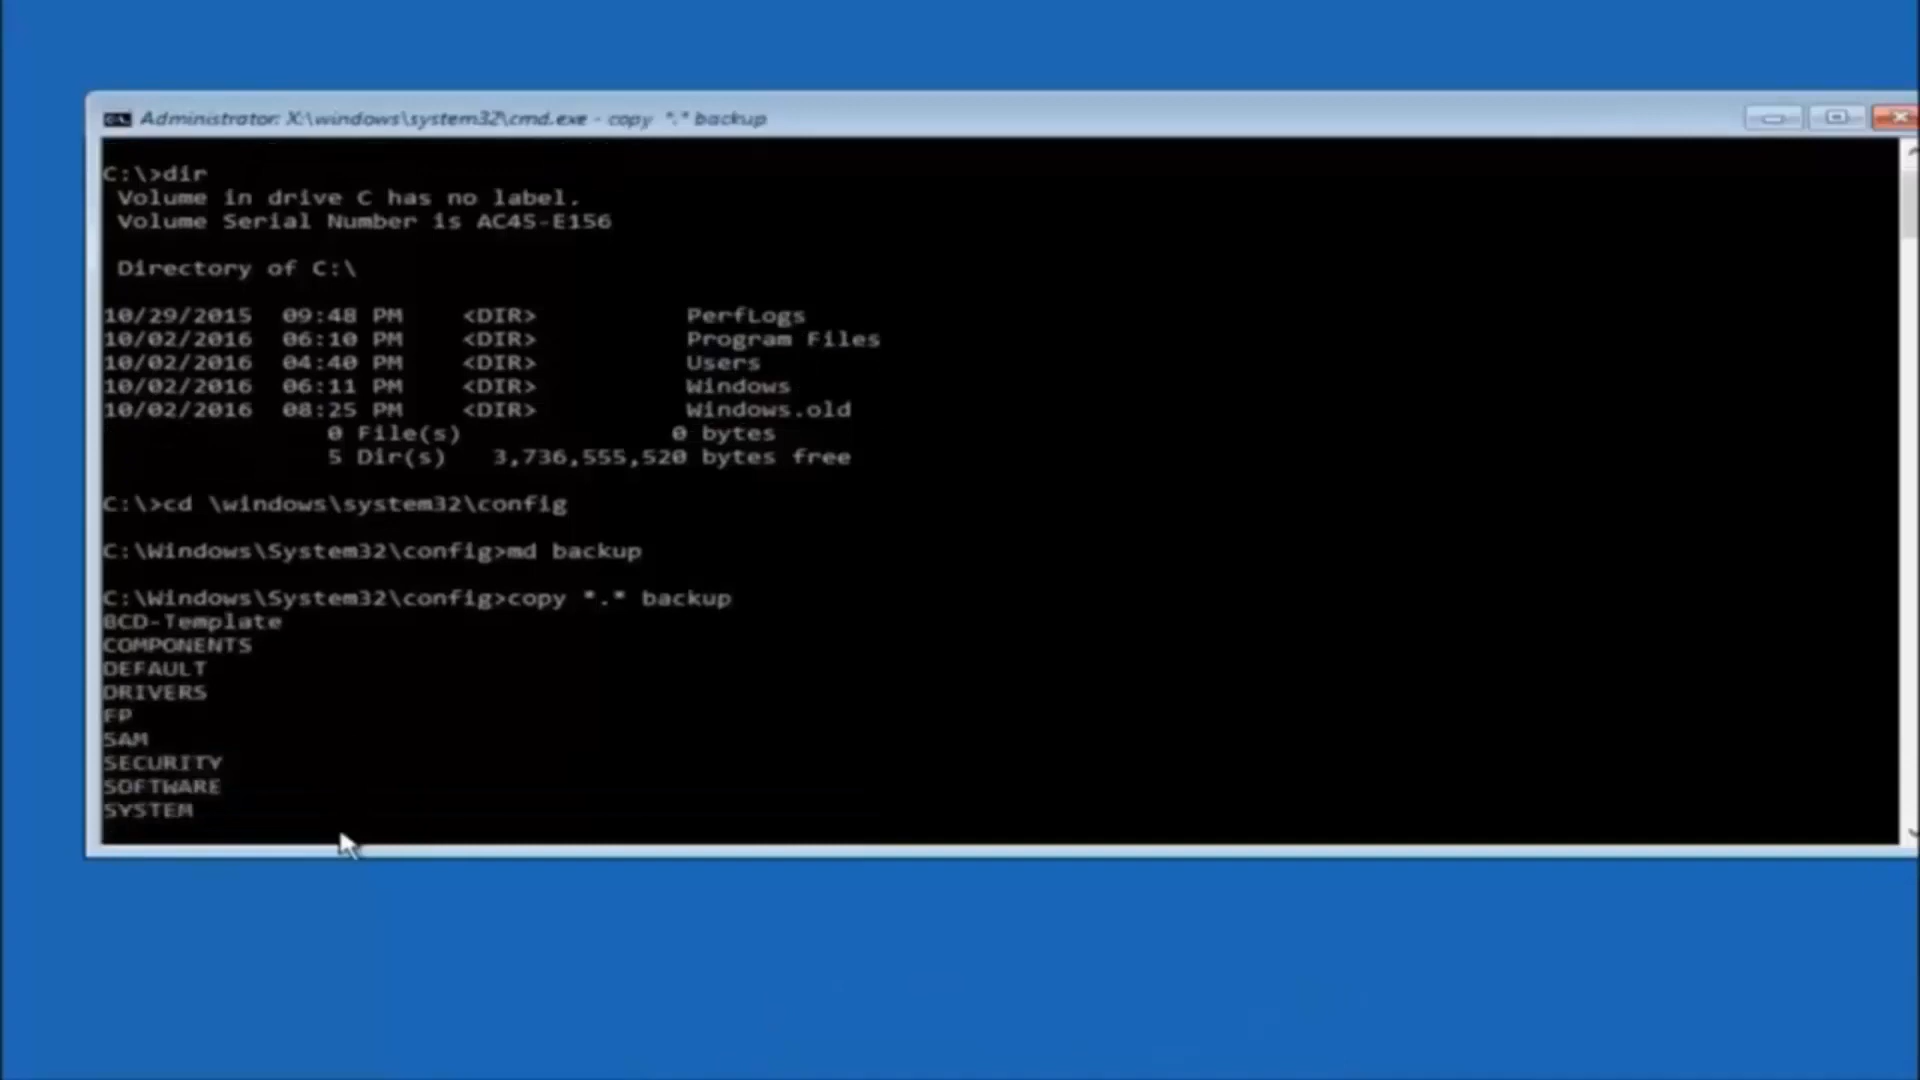 Administrator: X:\windows\system32\cmd.exe - copy *.* backup
C:\>dir
Volume in drive C has no label.
Volume Serial Number is AC45-E156
Directory of C:\
10/29/2015 09:48 PM <DIR> PerfLogs
10/02/2016 06:10 PM <DIR> Program Files
10/02/2016 04:40 PM <DIR> Users
10/02/2016 06:11 PM <DIR> Windows
10/02/2016 08:25 PM <DIR> Windows.old
0 File(s) 0 bytes
5 Dir(s) 3,736,555,520 bytes free
C:\>cd \windows\system32\config
C:\Windows\System32\config>md backup
C:\Windows\System32\config>copy *.* backup
BCD-Template
COMPONENTS
DEFAULT
DRIVERS
FP
SAM
SECURITY
SOFTWARE
SYSTEM